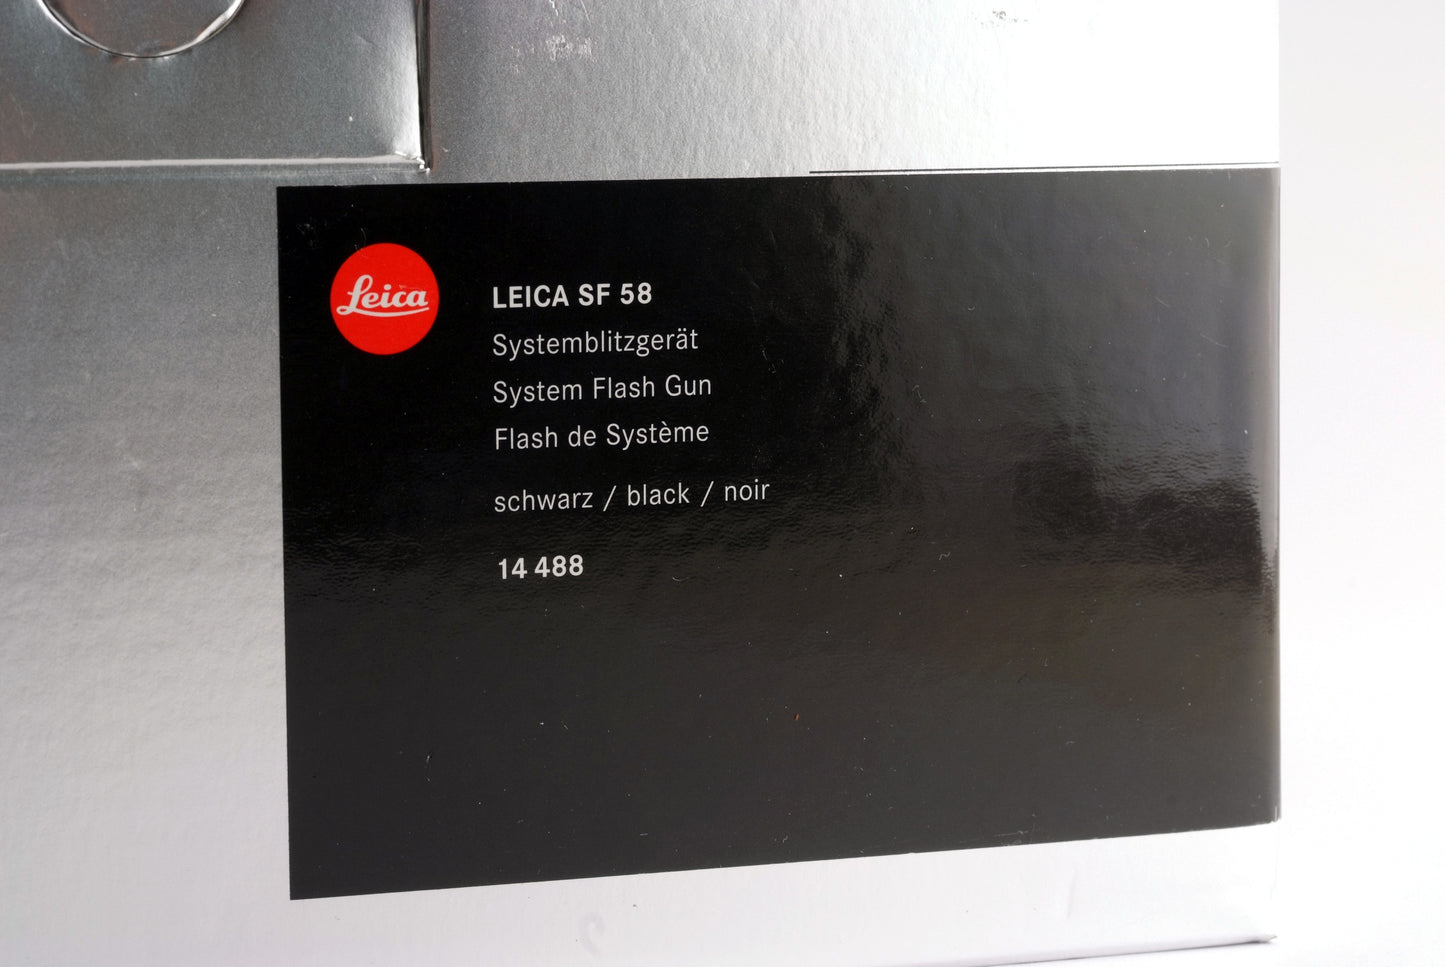 Leica
LEICA SF 58
Systemblitzgerät
System Flash Gun
Flash de Système
schwarz / black / noir
14 488